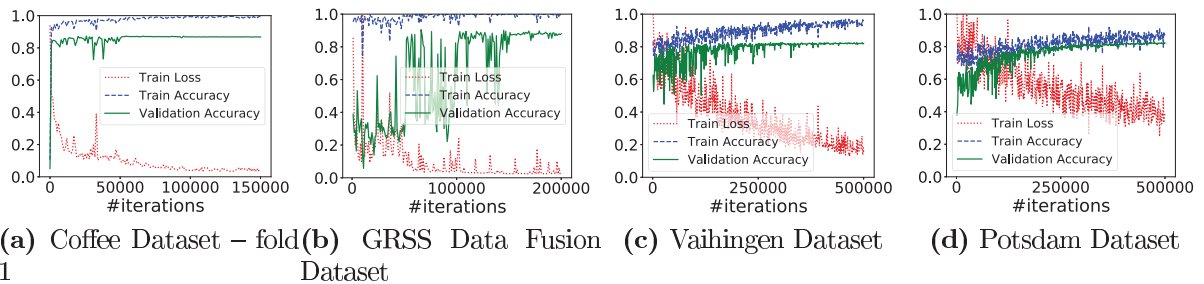 1.0
0.8
0.6
0.4
0.2
0.0
Train Loss
Train Accuracy
Validation Accuracy
0 50000 100000 150000
#iterations
(a) Coffee Dataset – fold
1
1.0
0.8
0.6
0.4
0.2
0.0
Train Loss
Train Accuracy
Validation Accuracy
0 100000 200000
#iterations
(b) GRSS Data Fusion
Dataset
1.0
0.8
0.6
0.4
0.2
0.0
Train Loss
Train Accuracy
Validation Accuracy
0 250000 500000
#iterations
(c) Vaihingen Dataset
1.0
0.8
0.6
0.4
0.2
0.0
Train Loss
Train Accuracy
Validation Accuracy
0 250000 500000
#iterations
(d) Potsdam Dataset